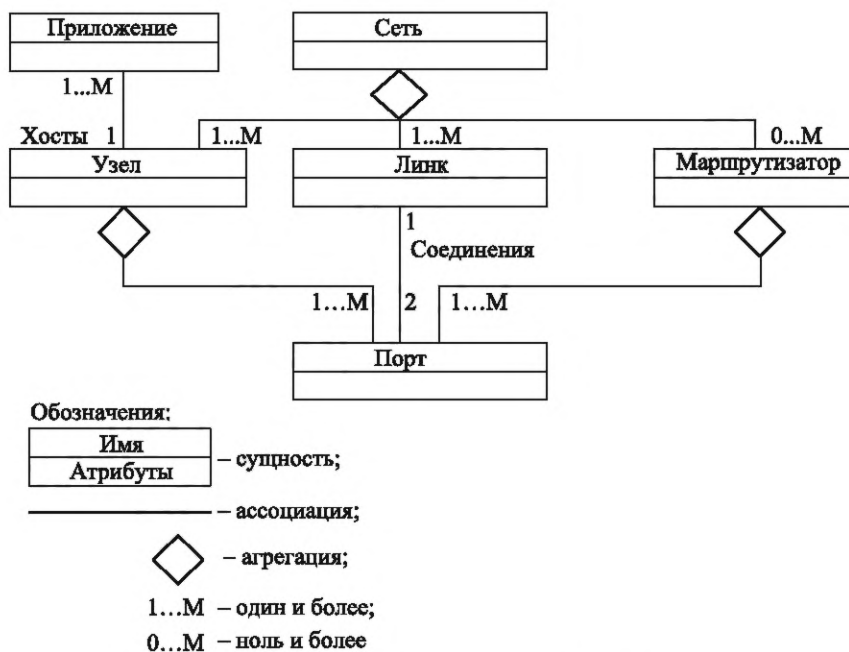 Приложение
Сеть
1...М
Хосты 1
1...М
1...М
0...М
Узел
Линк
Маршрутизатор
1
Соединения
1...М
2
1...М
Порт
Обозначения:
Имя
Атрибуты
– сущность;
– ассоциация;
– агрегация;
1...М – один и более;
0...М – ноль и более